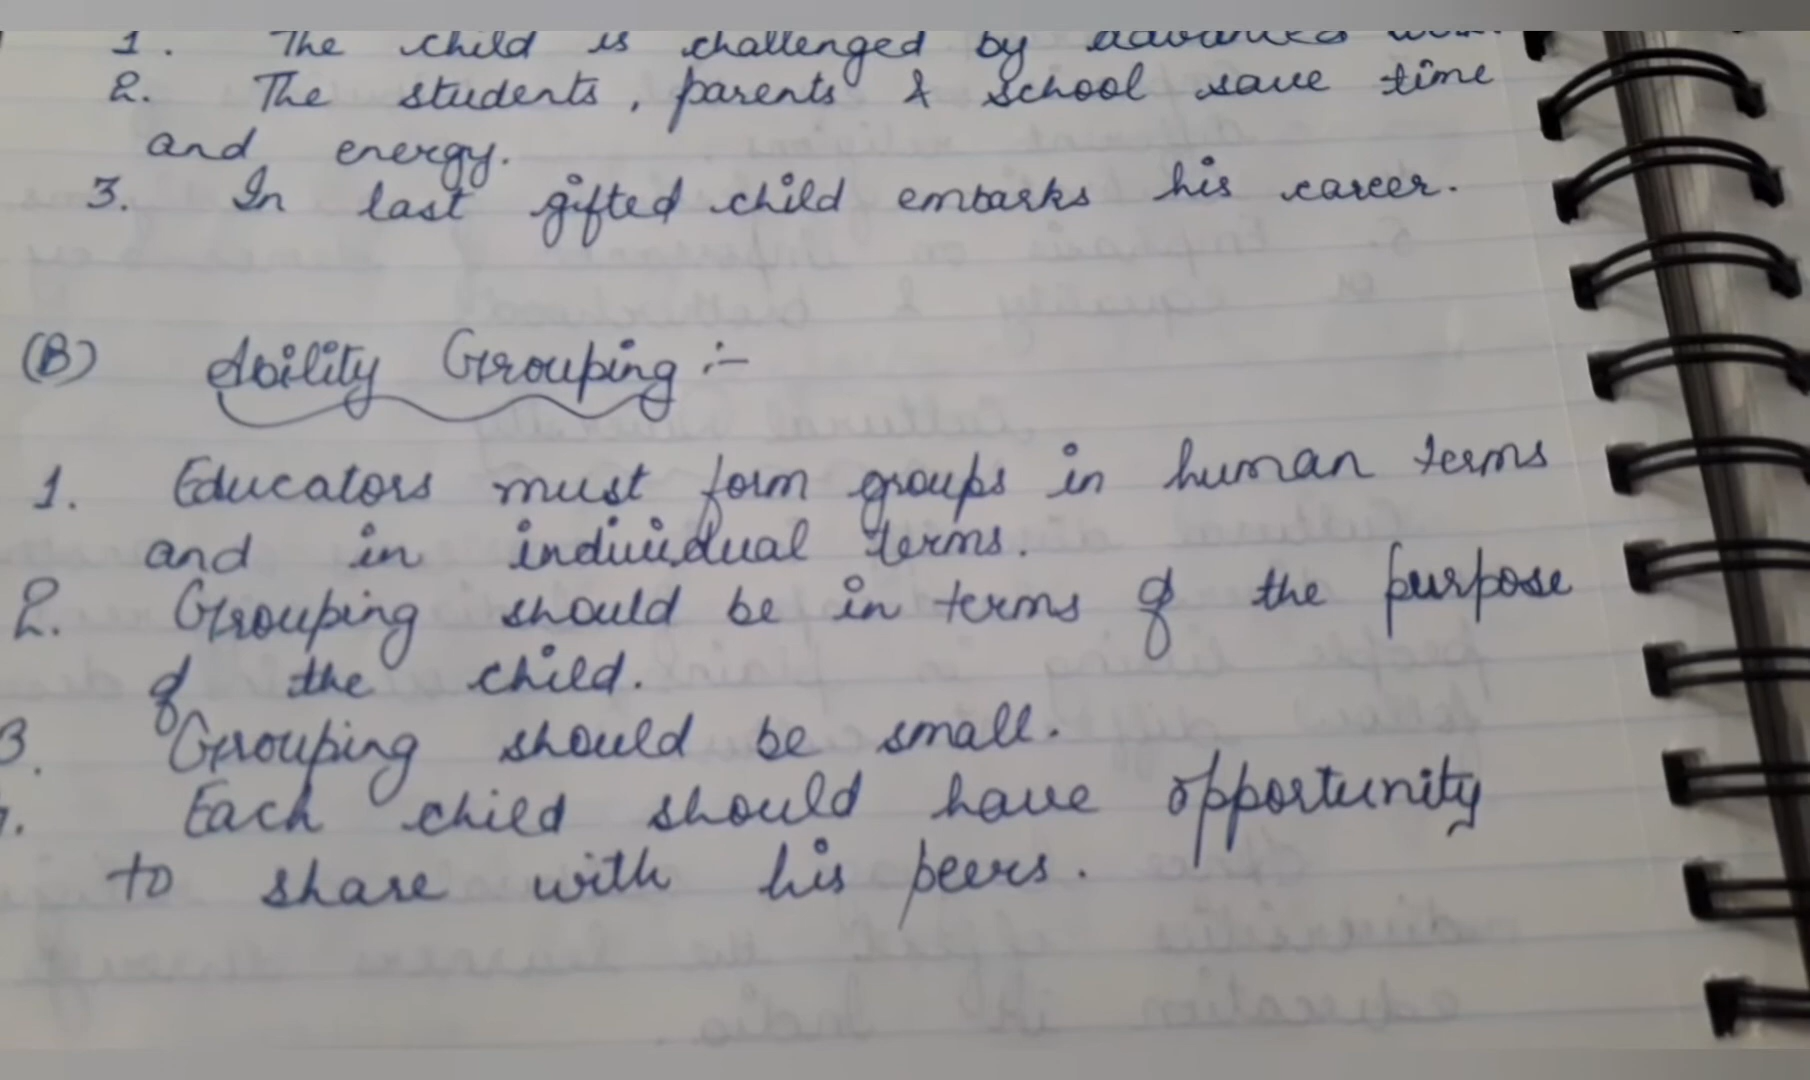 1. The child is challenged by advanced work.
2. The students, parents & School save time
and energy.
3. In last gifted child embarks his career.
(B) Ability Grouping :-
1. Educators must form groups in human terms
and in individual terms.
2. Grouping should be in terms of the purpose
of the child.
3. Grouping should be small.
4. Each child should have opportunity
to share with his peers.